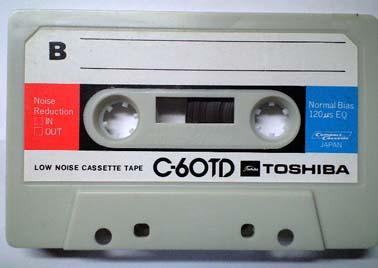 B
Noise
Reduction
IN
OUT
Normal Bias
120µs EQ
Compact Cassette
JAPAN
LOW NOISE CASSETTE TAPE C-60TD TOSHIBA